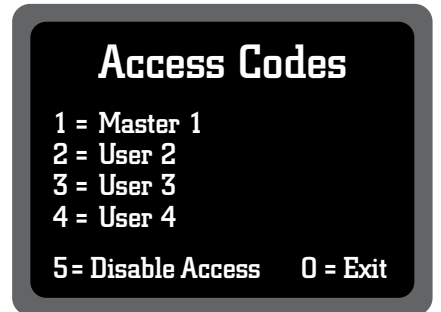 Access Codes
1 = Master 1
2 = User 2
3 = User 3
4 = User 4
5= Disable Access 0 = Exit